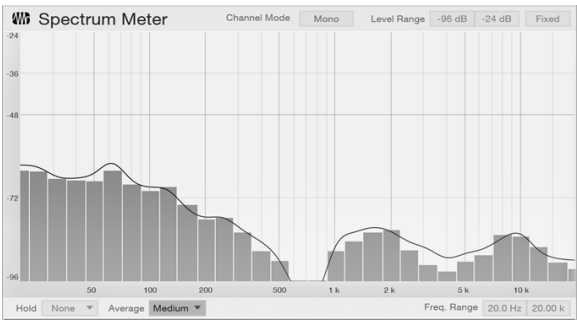 Spectrum Meter Channel Mode Mono Level Range -96 dB -24 dB Fixed
-24
-36
-48
-72
-96
50 100 200 500 1 k 2 k 5 k 10 k
Hold None Average Medium Freq. Range 20.0 Hz 20.00 k